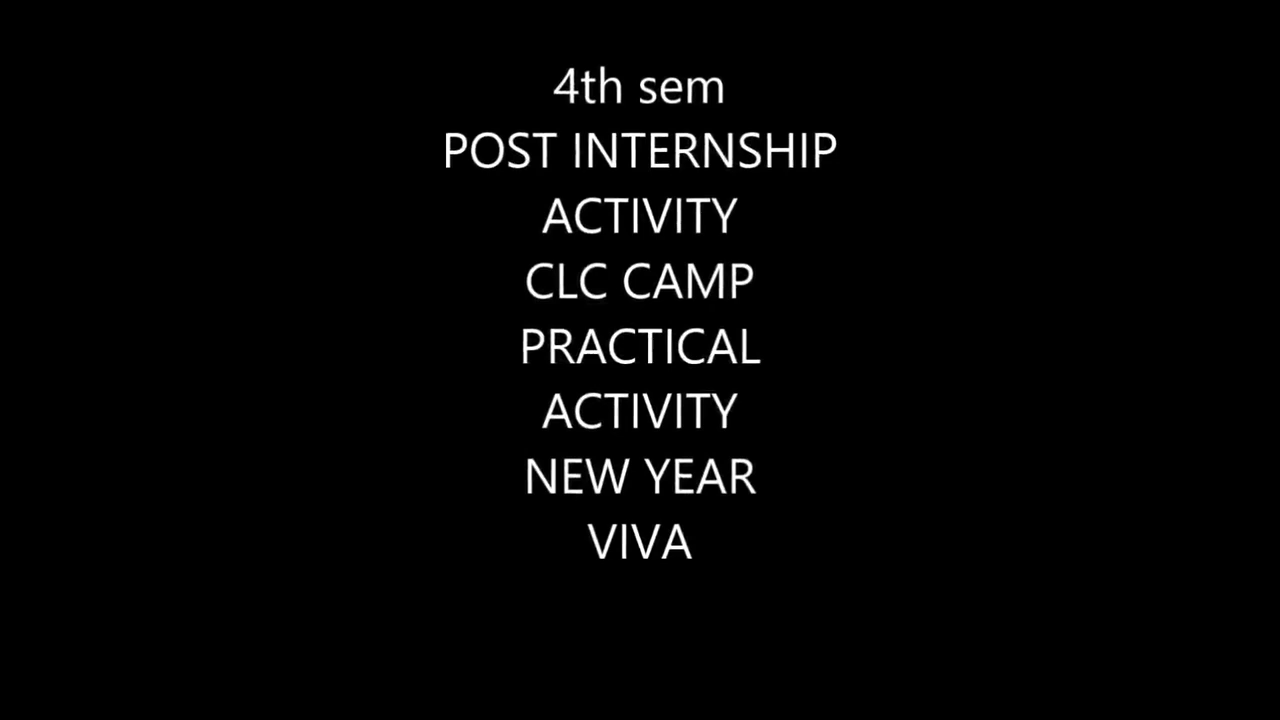 4th sem
POST INTERNSHIP
ACTIVITY
CLC CAMP
PRACTICAL
ACTIVITY
NEW YEAR
VIVA